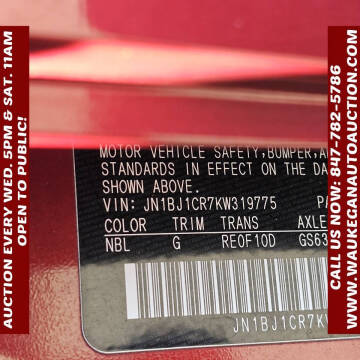 AUCTION EVERY WED. 5PM & SAT. 11AM
OPEN TO PUBLIC!
MOTOR VEHICLE SAFETY, BUMPER, A
STANDARDS IN EFFECT ON THE DA
SHOWN ABOVE.
VIN: JN1BJ1CR7KW319775 P
COLOR TRIM TRANS AXLE
NBL G RE0F10D GS63
JN1BJ1CR7KW
CALL US NOW: 847-782-5786
WWW.WAUKEGANAUTOAUCTION.COM